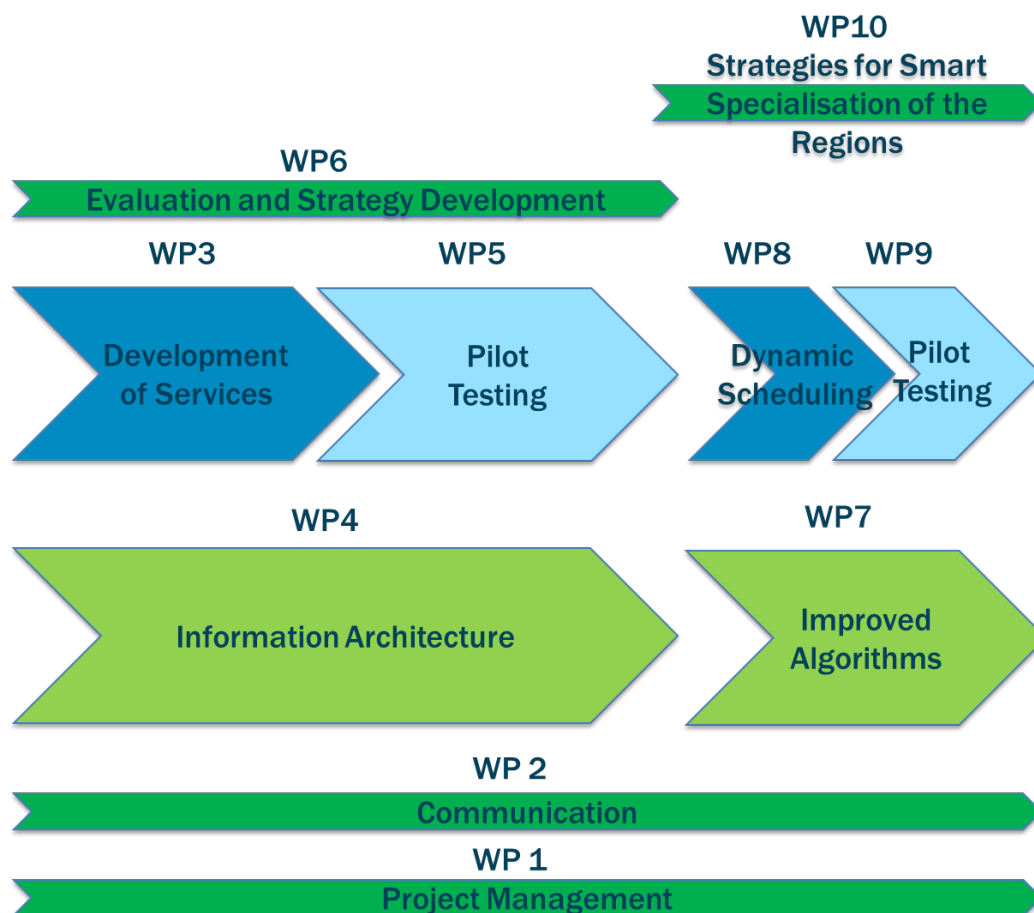 WP10
Strategies for Smart
Specialisation of the
Regions
WP6
Evaluation and Strategy Development
WP3
WP5
WP8
WP9
Development
of Services
Pilot
Testing
Dynamic
Scheduling
Pilot
Testing
WP4
WP7
Information Architecture
Improved
Algorithms
WP 2
Communication
WP 1
Project Management